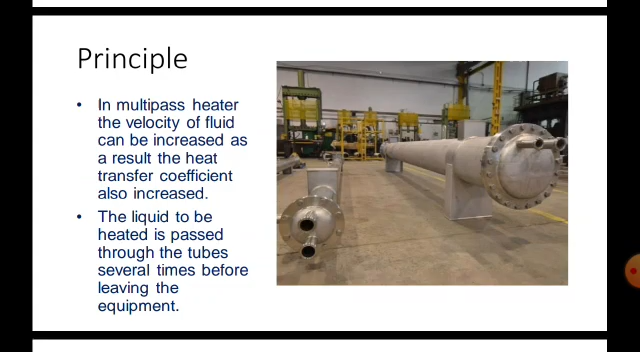 Principle
• In multipass heater
the velocity of fluid
can be increased as
a result the heat
transfer coefficient
also increased.
• The liquid to be
heated is passed
through the tubes
several times before
leaving the
equipment.